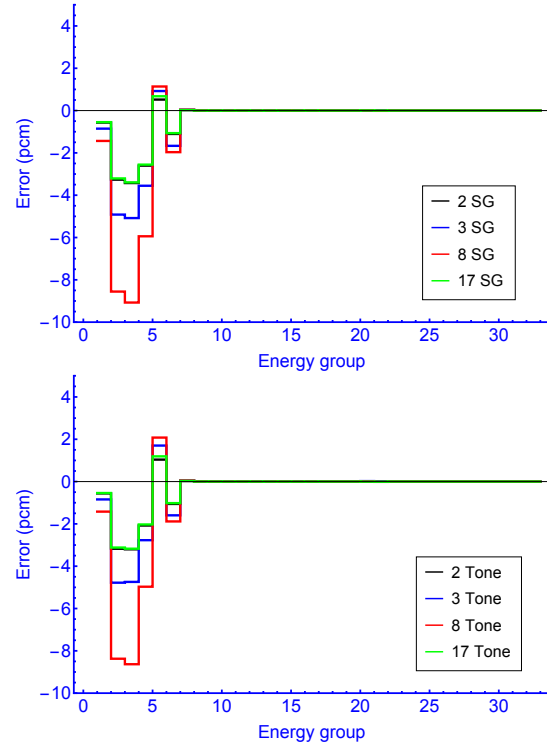 4
2
0
−2
−4
−6
−8
−10
0 5 10 15 20 25 30
Error (pcm)
Energy group
2 SG
3 SG
8 SG
17 SG
4
2
0
−2
−4
−6
−8
−10
0 5 10 15 20 25 30
Error (pcm)
Energy group
2 Tone
3 Tone
8 Tone
17 Tone